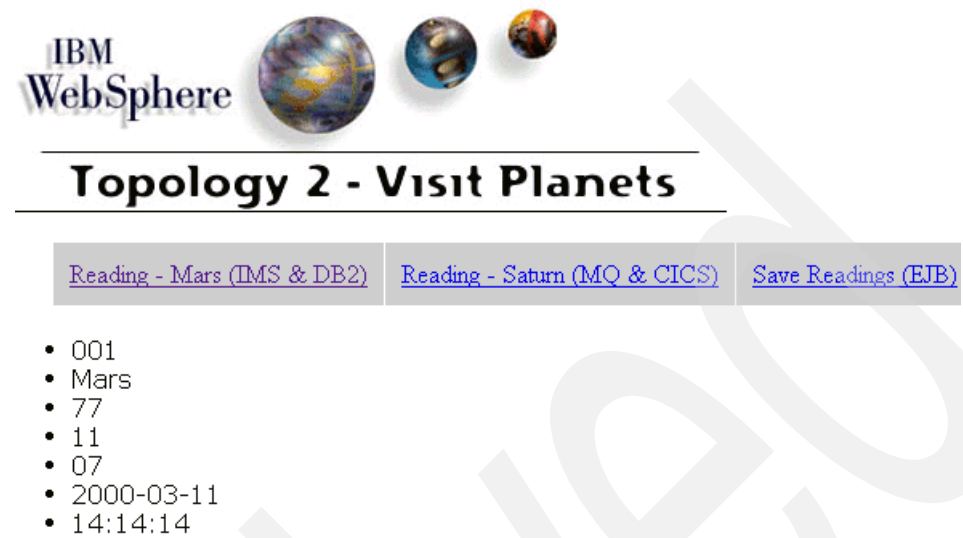 IBM
WebSphere
Topology 2 - Visit Planets
Reading - Mars (IMS & DB2) Reading - Saturn (MQ & CICS) Save Readings (EJB)
• 001
• Mars
• 77
• 11
• 07
• 2000-03-11
• 14:14:14